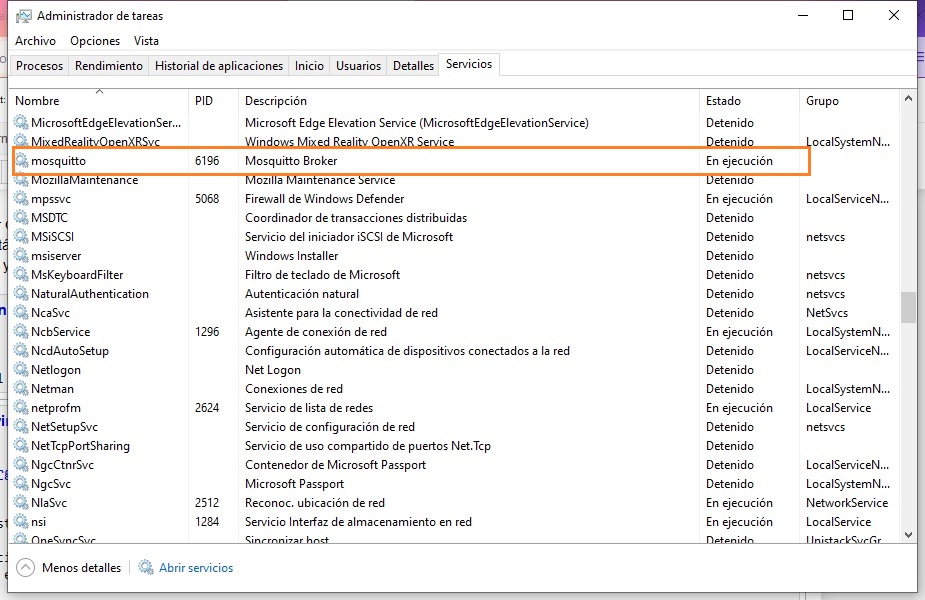 Administrador de tareas
Archivo Opciones Vista
Procesos Rendimiento Historial de aplicaciones Inicio Usuarios Detalles Servicios
Nombre PID Descripción Estado Grupo
MicrosoftEdgeElevationSer... Microsoft Edge Elevation Service (MicrosoftEdgeElevationService) Detenido
MixedRealityOpenXRSvc Windows Mixed Reality OpenXR Service Detenido LocalSystemN...
mosquitto 6196 Mosquitto Broker En ejecución
MozillaMaintenance Mozilla Maintenance Service Detenido
mpssvc 5068 Firewall de Windows Defender En ejecución LocalServiceN...
MSDTC Coordinador de transacciones distribuidas Detenido
MSiSCSI Servicio del iniciador iSCSI de Microsoft Detenido netsvcs
msiserver Windows Installer Detenido
MsKeyboardFilter Filtro de teclado de Microsoft Detenido netsvcs
NaturalAuthentication Autenticación natural Detenido netsvcs
NcaSvc Asistente para la conectividad de red Detenido NetSvcs
NcbService 1296 Agente de conexión de red En ejecución LocalSystemN...
NcdAutoSetup Configuración automática de dispositivos conectados a la red Detenido LocalServiceN...
Netlogon Net Logon Detenido
Netman Conexiones de red Detenido LocalSystemN...
netprofm 2624 Servicio de lista de redes En ejecución LocalService
NetSetupSvc Servicio de configuración de red Detenido netsvcs
NetTcpPortSharing Servicio de uso compartido de puertos Net.Tcp Detenido
NgcCtnrSvc Contenedor de Microsoft Passport Detenido LocalServiceN...
NgcSvc Microsoft Passport Detenido LocalSystemN...
NlaSvc 2512 Reconoc. ubicación de red En ejecución NetworkService
nsi 1284 Servicio Interfaz de almacenamiento en red En ejecución LocalService
OneSyncSvc Sincronizar host Detenido UnistackSvcGr...
Menos detalles Abrir servicios